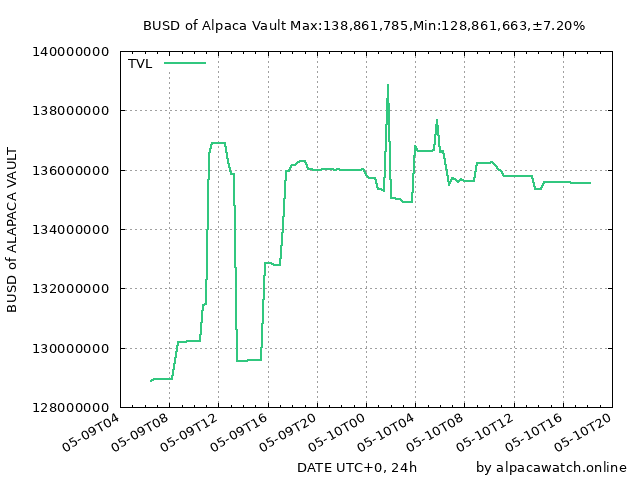 BUSD of Alpaca Vault Max:138,861,785,Min:128,861,663,±7.20%
TVL
140000000
138000000
136000000
134000000
132000000
130000000
128000000
BUSD of ALAPACA VAULT
05-09T04
05-09T08
05-09T12
05-09T16
05-09T20
05-10T00
05-10T04
05-10T08
05-10T12
05-10T16
05-10T20
DATE UTC+0, 24h
by alpacawatch.online